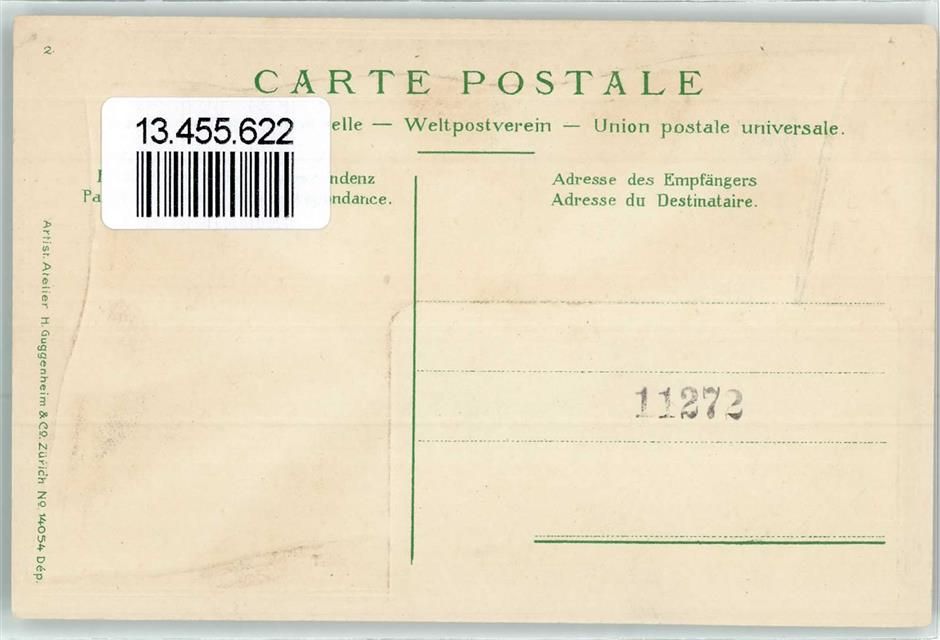 2.
CARTE POSTALE
13.455.622
elle — Weltpostverein — Union postale universale.
ndenz
Pa
ondance.
Adresse des Empfängers
Adresse du Destinataire.
11272
Artist. Atelier H. Guggenheim & Co. Zürich No. 14054 Dép.